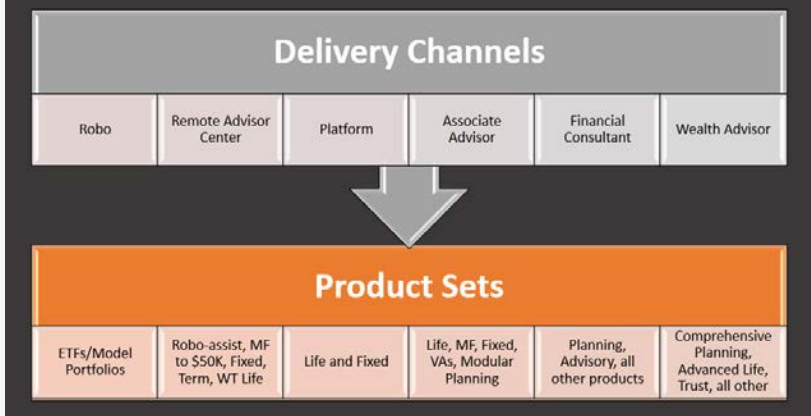 Delivery Channels
Robo
Remote Advisor
Center
Platform
Associate
Advisor
Financial
Consultant
Wealth Advisor
Product Sets
ETFs/Model
Portfolios
Robo-assist, MF
to $50K, Fixed,
Term, WT Life
Life and Fixed
Life, MF, Fixed,
VAs, Modular
Planning
Planning,
Advisory, all
other products
Comprehensive
Planning,
Advanced Life,
Trust, all other